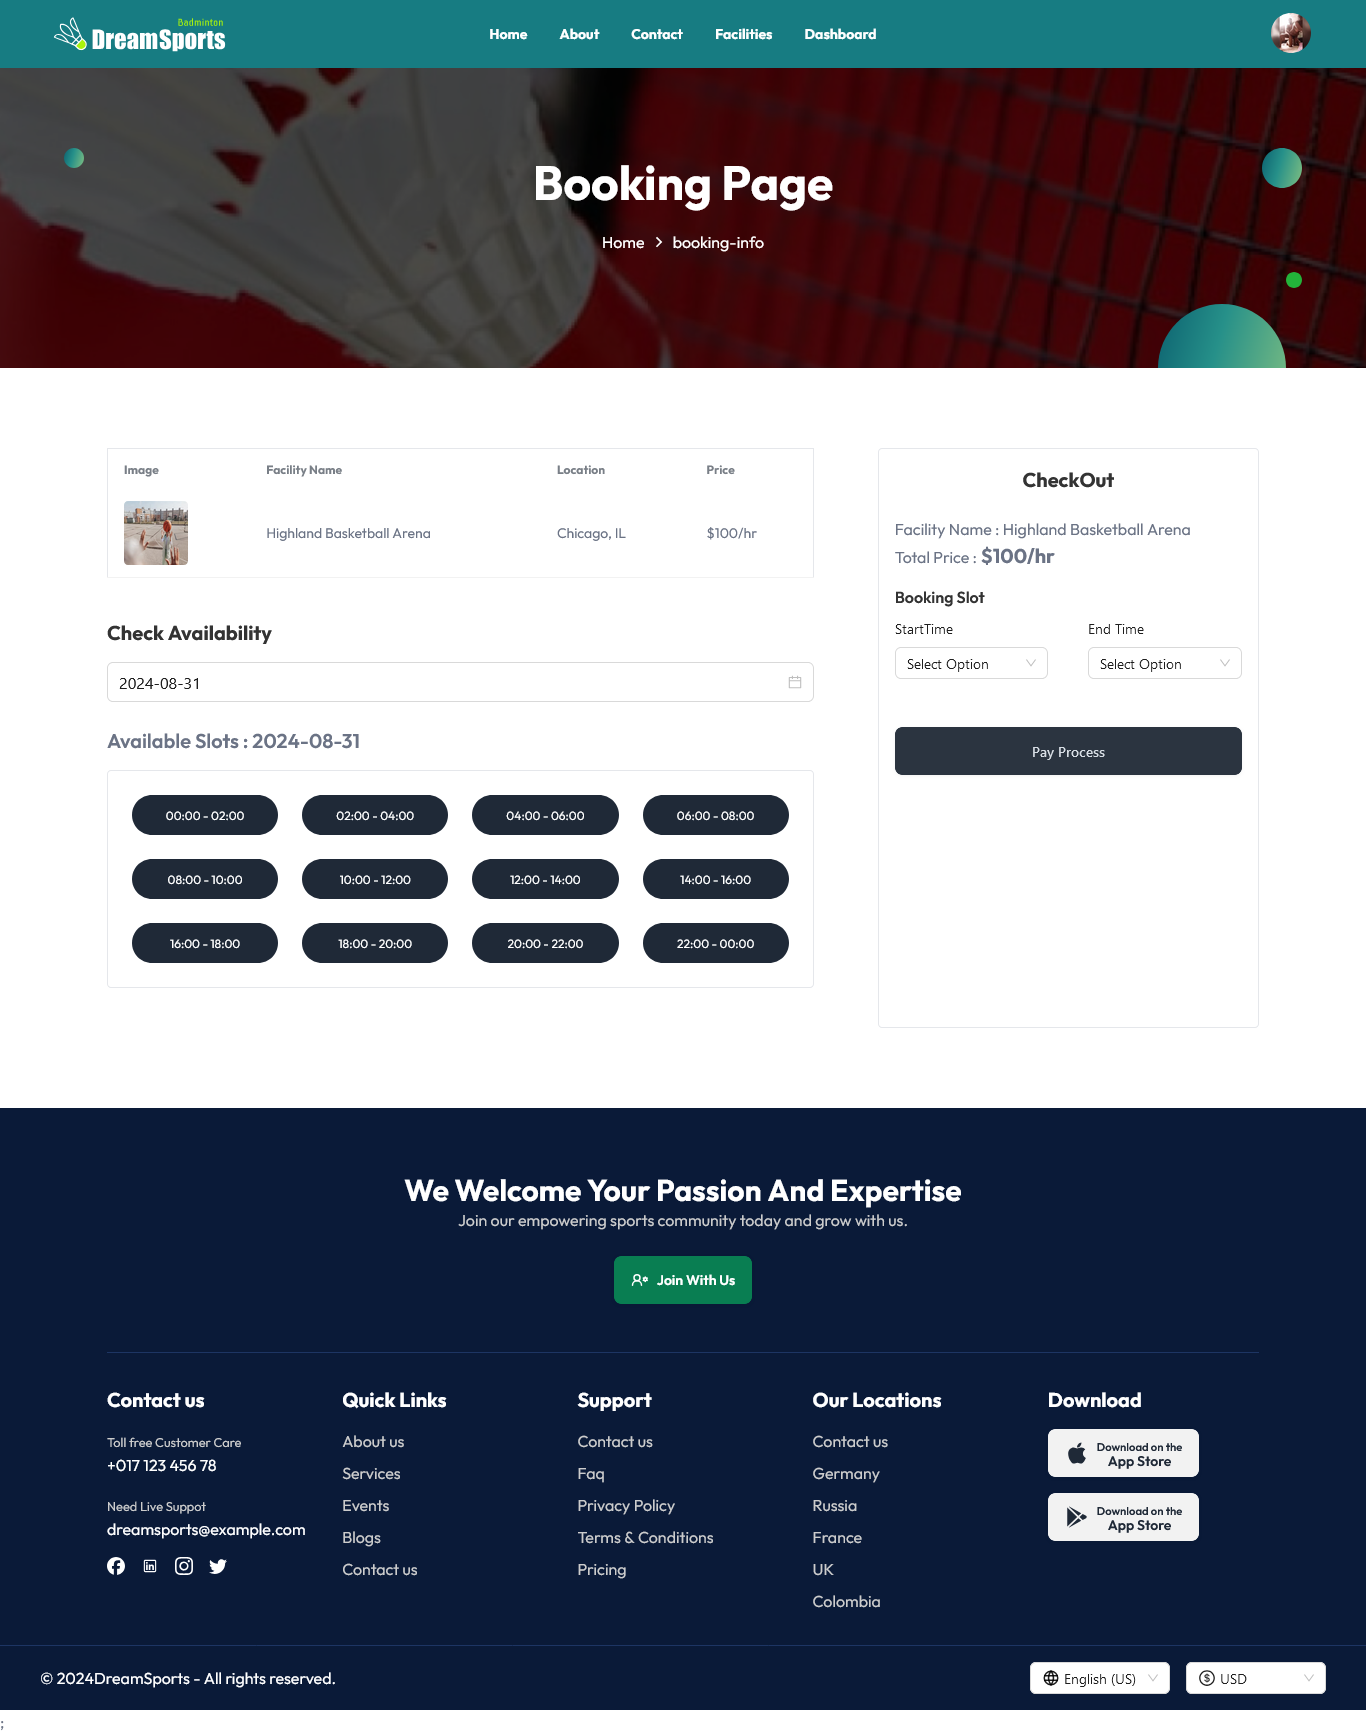 Badminton
DreamSports
Home About Contact Facilities Dashboard
Booking Page
Home > booking-info
Image Facility Name Location Price
Highland Basketball Arena Chicago, IL $100/hr
Check Availability
2024-08-31
Available Slots : 2024-08-31
00:00 - 02:00 02:00 - 04:00 04:00 - 06:00 06:00 - 08:00
08:00 - 10:00 10:00 - 12:00 12:00 - 14:00 14:00 - 16:00
16:00 - 18:00 18:00 - 20:00 20:00 - 22:00 22:00 - 00:00
CheckOut
Facility Name : Highland Basketball Arena
Total Price : $100/hr
Booking Slot
StartTime End Time
Select Option Select Option
Pay Process
We Welcome Your Passion And Expertise
Join our empowering sports community today and grow with us.
Join With Us
Contact us
Toll free Customer Care
+017 123 456 78
Need Live Suppot
dreamsports@example.com
Quick Links
About us
Services
Events
Blogs
Contact us
Support
Contact us
Faq
Privacy Policy
Terms & Conditions
Pricing
Our Locations
Contact us
Germany
Russia
France
UK
Colombia
Download
Download on the
App Store
Download on the
App Store
© 2024DreamSports - All rights reserved.
English (US) USD
;